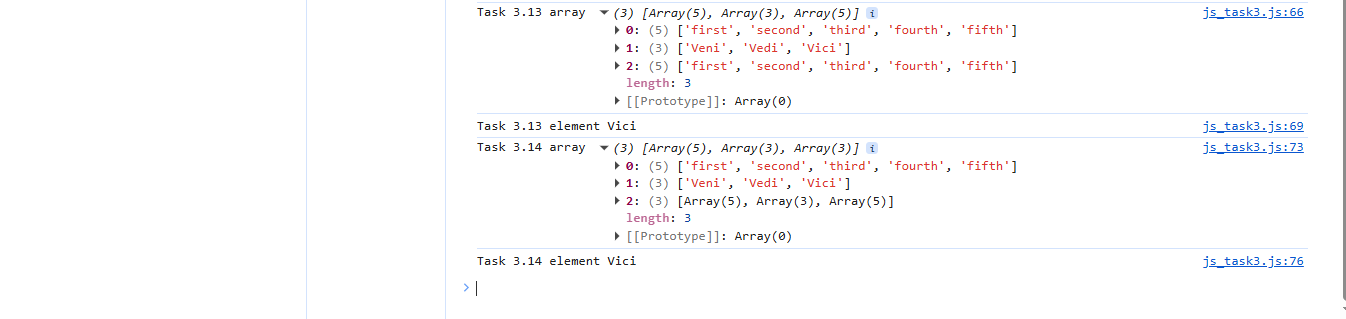 Task 3.13 array ▼ (3) [Array(5), Array(3), Array(5)] i js_task3.js:66
▶ 0: (5) ['first', 'second', 'third', 'fourth', 'fifth']
▶ 1: (3) ['Veni', 'Vedi', 'Vici']
▶ 2: (5) ['first', 'second', 'third', 'fourth', 'fifth']
length: 3
▶ [[Prototype]]: Array(0)
Task 3.13 element Vici js_task3.js:69
Task 3.14 array ▼ (3) [Array(5), Array(3), Array(3)] i js_task3.js:73
▶ 0: (5) ['first', 'second', 'third', 'fourth', 'fifth']
▶ 1: (3) ['Veni', 'Vedi', 'Vici']
▶ 2: (3) [Array(5), Array(3), Array(5)]
length: 3
▶ [[Prototype]]: Array(0)
Task 3.14 element Vici js_task3.js:76
>